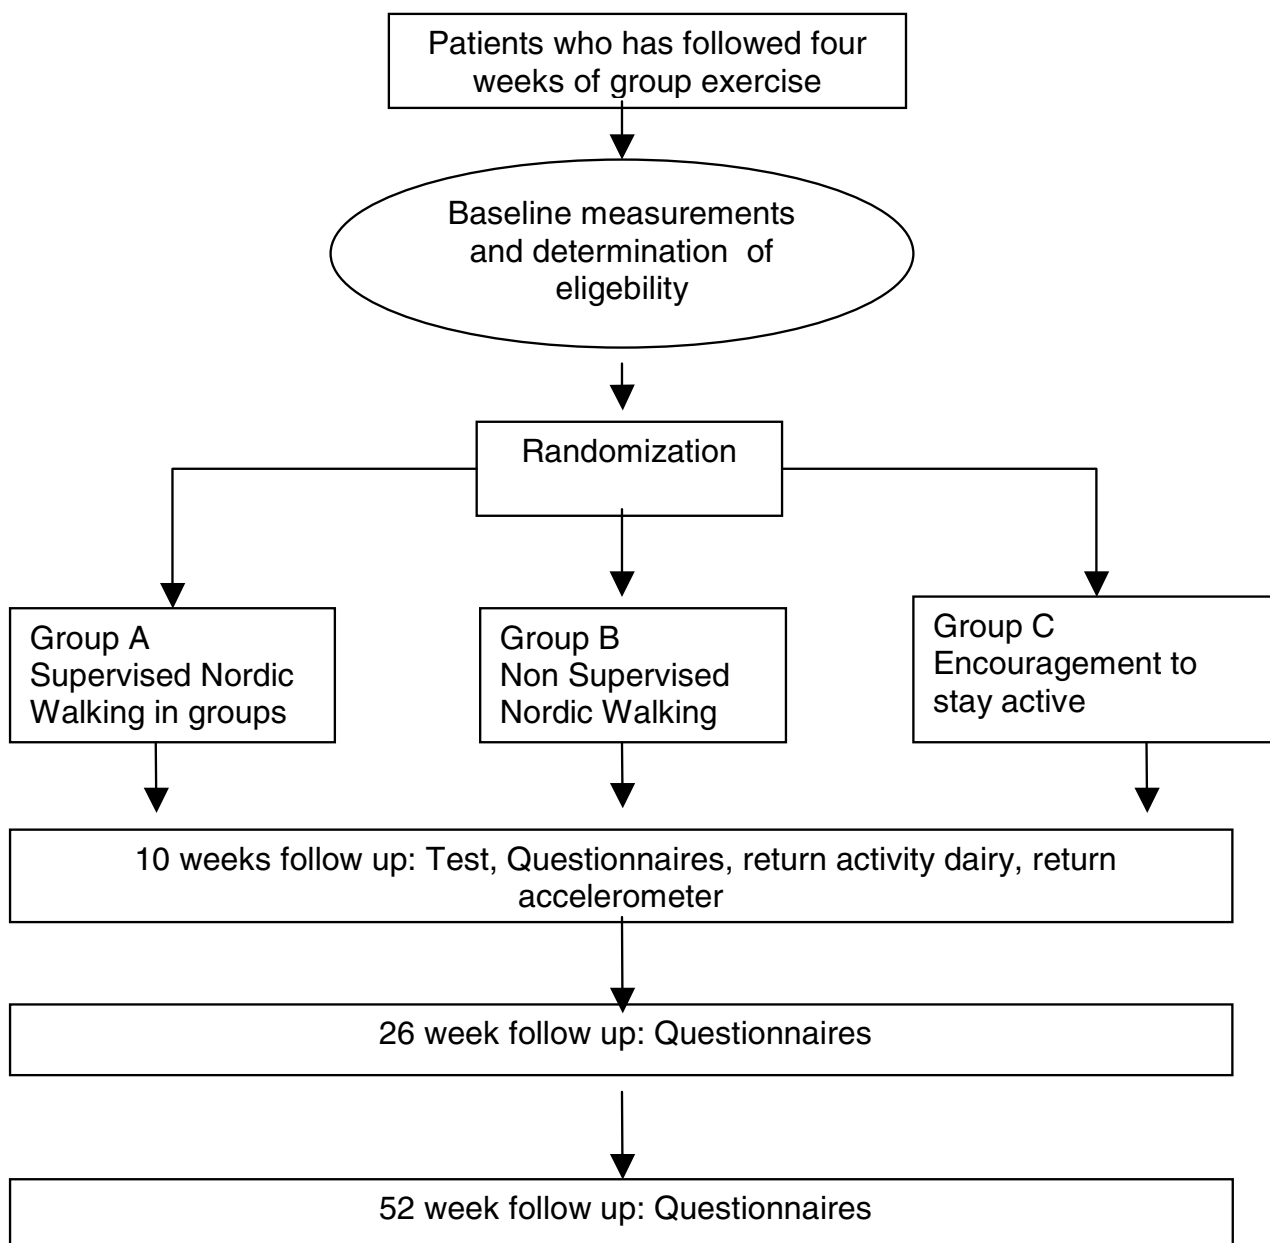 Patients who has followed four
weeks of group exercise
Baseline measurements
and determination of
eligebility
Randomization
Group A
Supervised Nordic
Walking in groups
Group B
Non Supervised
Nordic Walking
Group C
Encouragement to
stay active
10 weeks follow up: Test, Questionnaires, return activity dairy, return
accelerometer
26 week follow up: Questionnaires
52 week follow up: Questionnaires